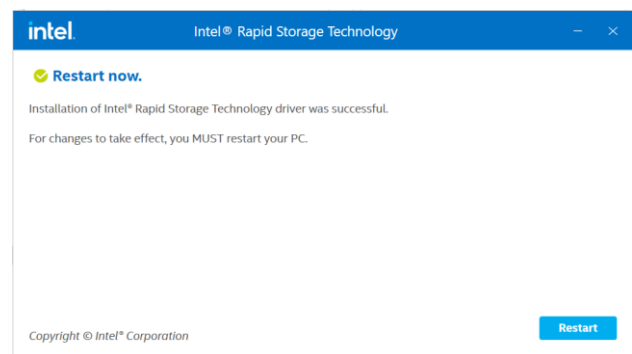 intel.
Intel® Rapid Storage Technology
Restart now.
Installation of Intel® Rapid Storage Technology driver was successful.
For changes to take effect, you MUST restart your PC.
Copyright © Intel® Corporation
Restart